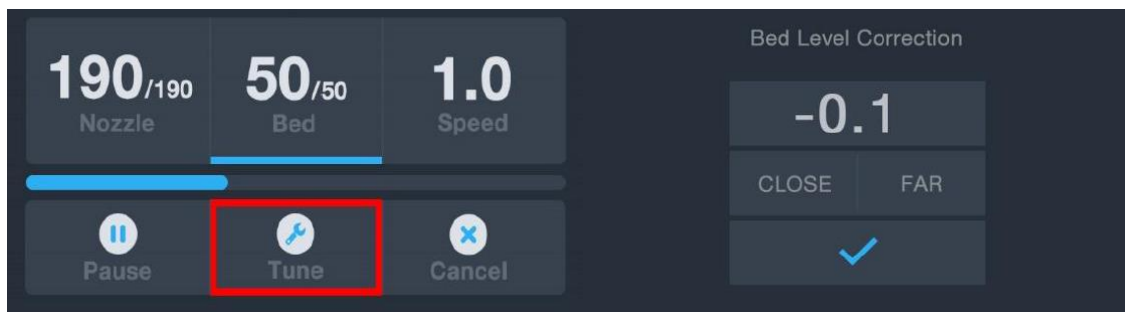 190/190
Nozzle
50/50
Bed
1.0
Speed
Pause
Tune
Cancel
Bed Level Correction
-0.1
CLOSE
FAR